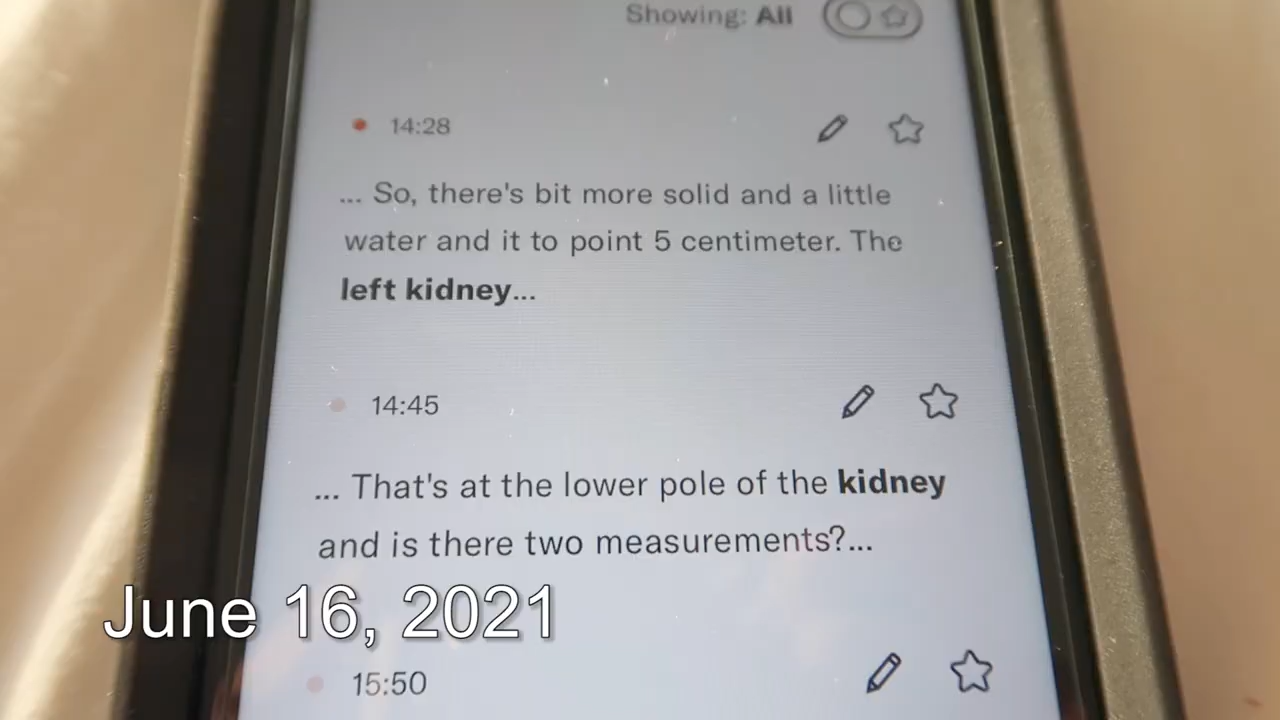 Showing: All
14:28
... So, there's bit more solid and a little
water and it to point 5 centimeter. The
left kidney...
14:45
... That's at the lower pole of the kidney
and is there two measurements?...
June 16, 2021
15:50